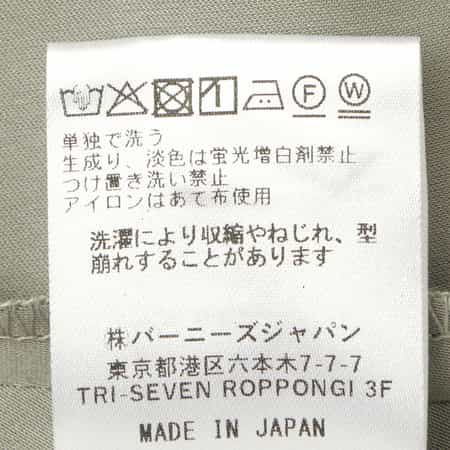 F W
単独で洗う
生成り、淡色は蛍光増白剤禁止
つけ置き洗い禁止
アイロンはあて布使用
洗濯により収縮やねじれ、型
崩れすることがあります
㈱バーニーズジャパン
東京都港区六本木7-7-7
TRI-SEVEN ROPPONGI 3F
MADE IN JAPAN